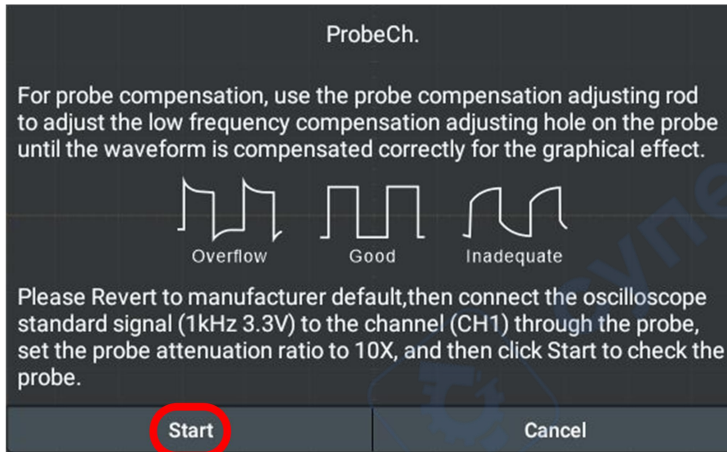 ProbeCh.
For probe compensation, use the probe compensation adjusting rod
to adjust the low frequency compensation adjusting hole on the probe
until the waveform is compensated correctly for the graphical effect.
Overflow Good Inadequate
Please Revert to manufacturer default,then connect the oscilloscope
standard signal (1kHz 3.3V) to the channel (CH1) through the probe,
set the probe attenuation ratio to 10X, and then click Start to check the
probe.
Start Cancel